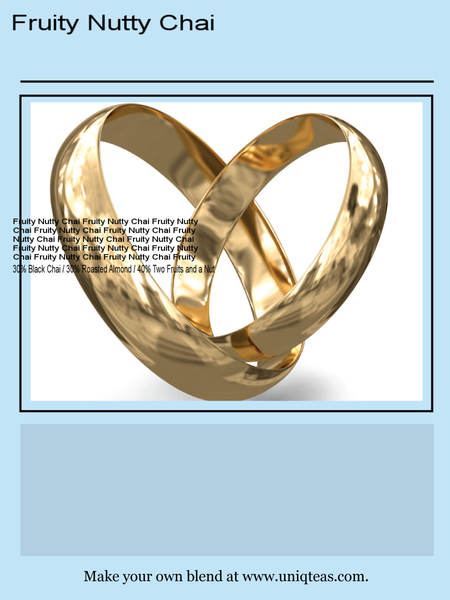 Fruity Nutty Chai
Fruity Nutty Chai Fruity Nutty Chai Fruity Nutty
Chai Fruity Nutty Chai Fruity Nutty Chai Fruity
Nutty Chai Fruity Nutty Chai Fruity Nutty Chai
Fruity Nutty Chai Fruity Nutty Chai Fruity Nutty
Chai Fruity Nutty Chai Fruity Nutty Chai Fruity
30% Black Chai / 30% Roasted Almond / 40% Two Fruits and a Nut
Make your own blend at www.uniqteas.com.